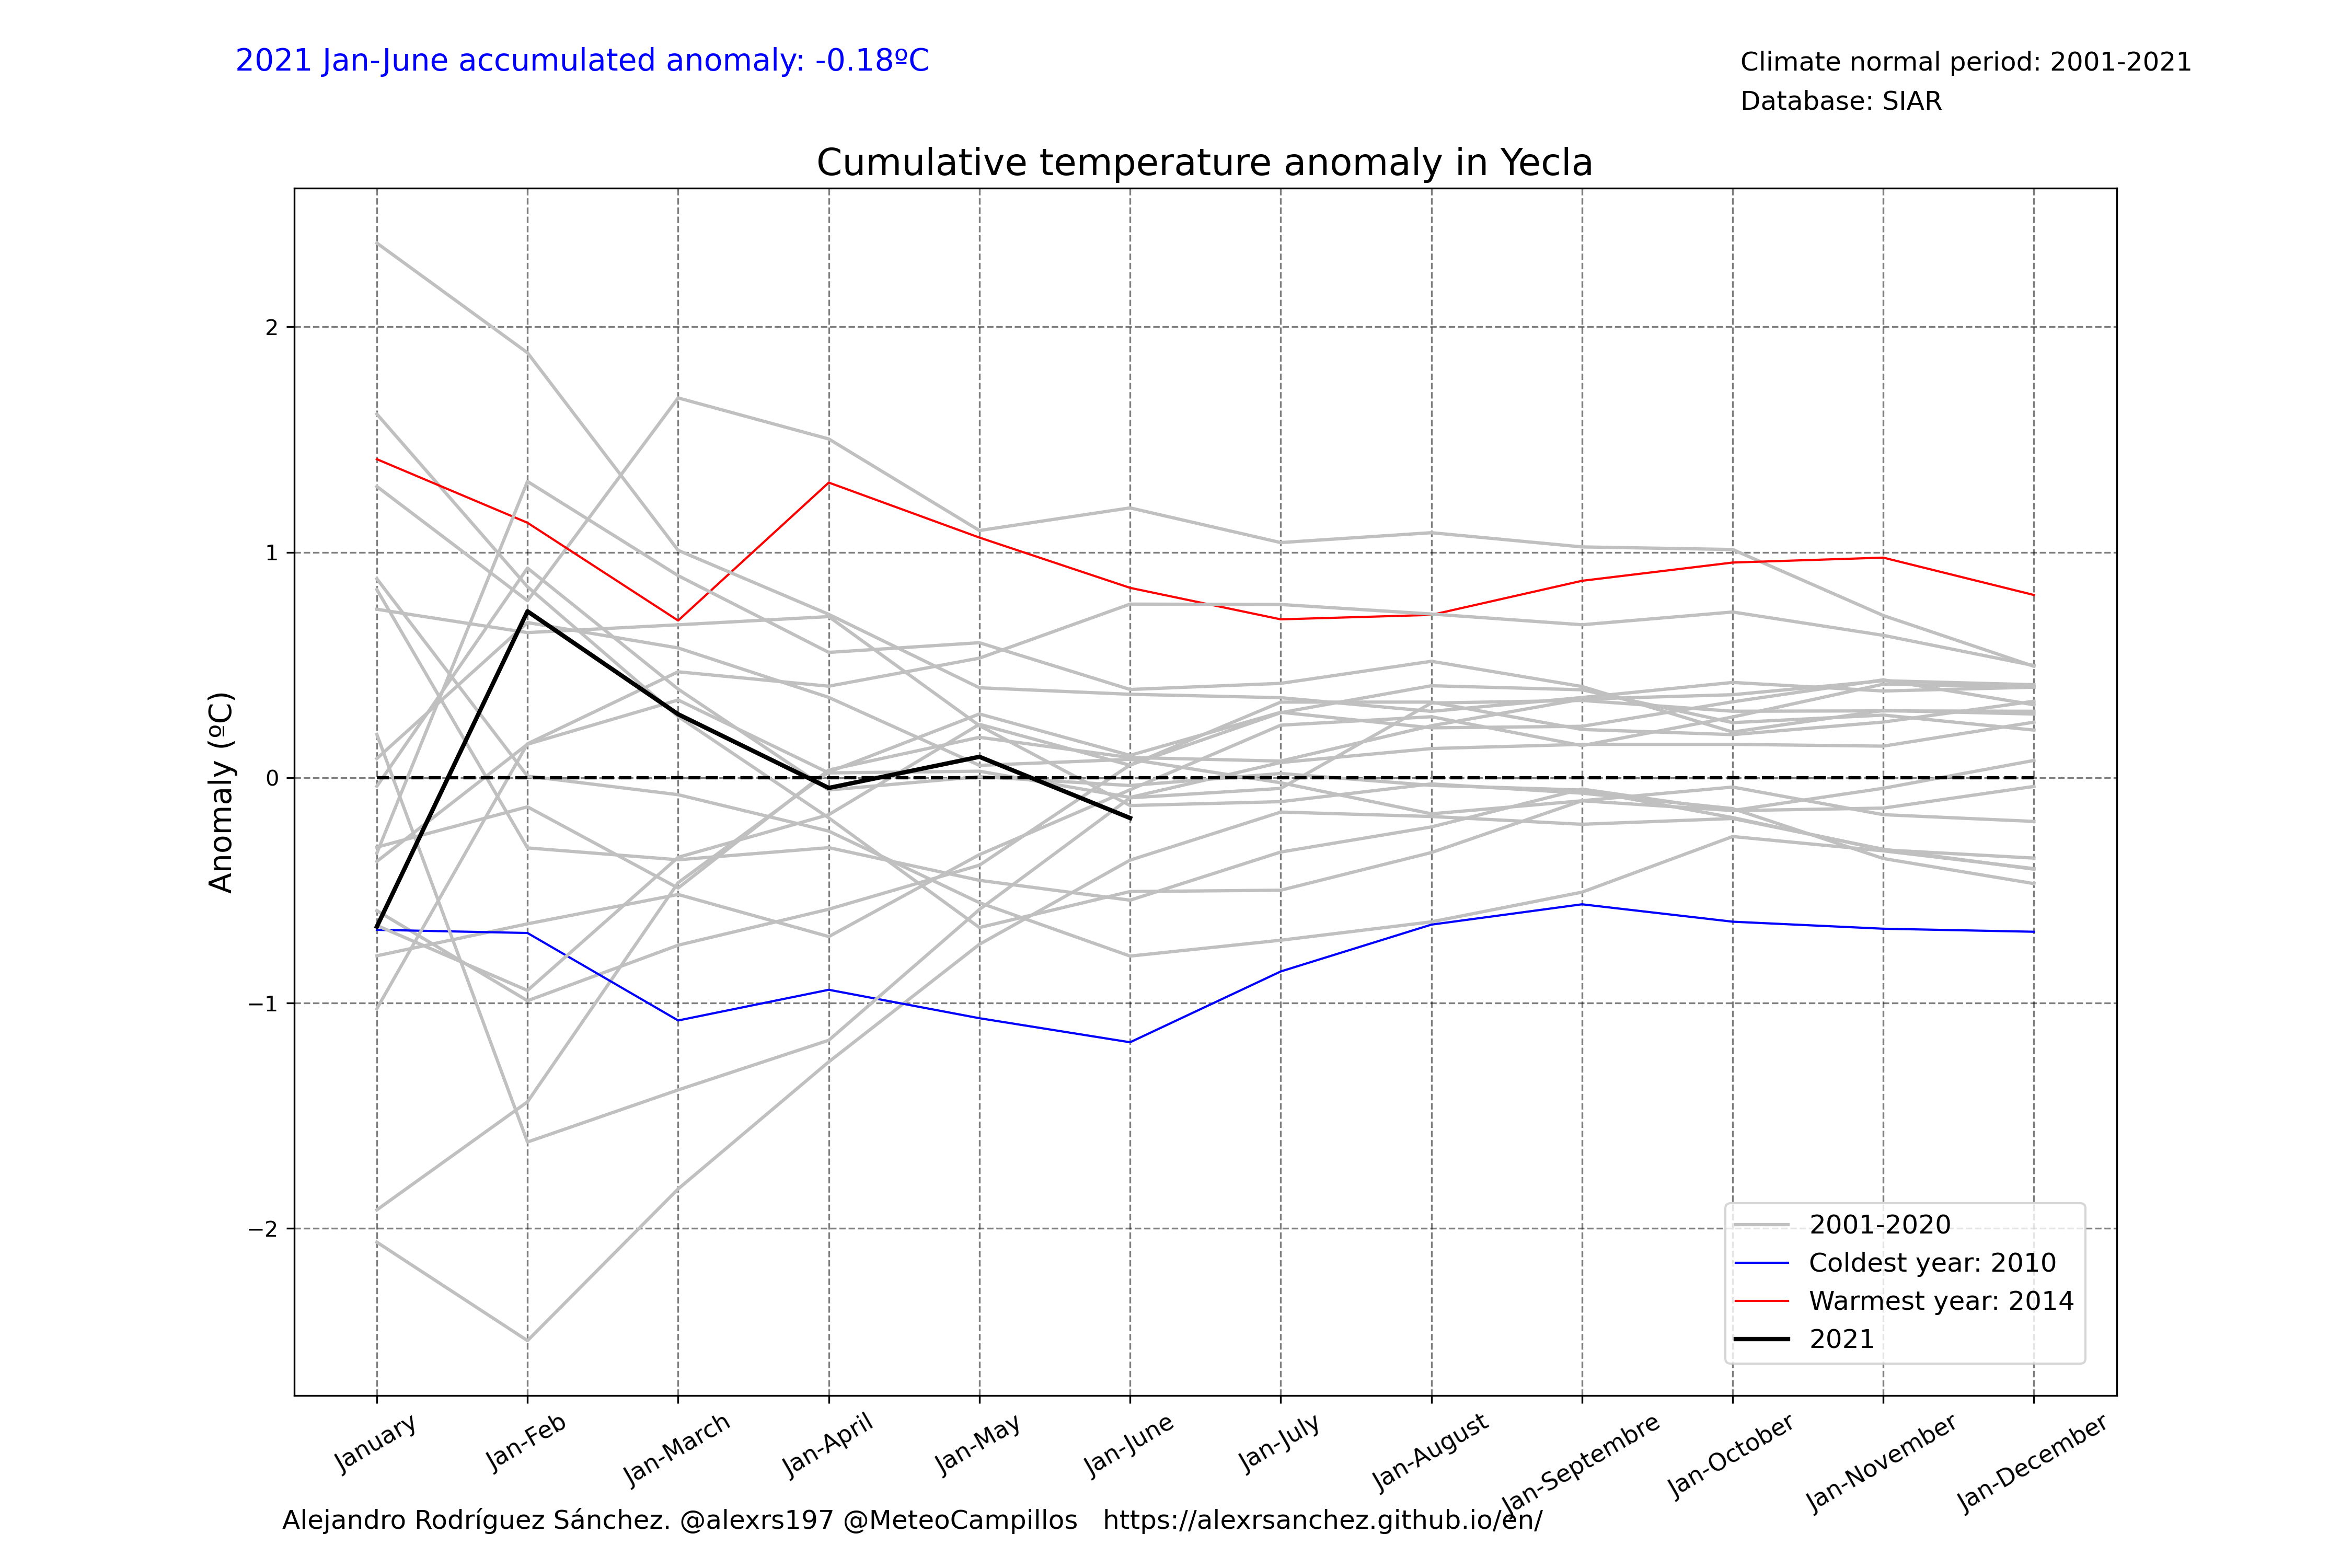 2021 Jan-June accumulated anomaly: -0.18ºC
Climate normal period: 2001-2021
Database: SIAR
Cumulative temperature anomaly in Yecla
Anomaly (ºC)
2
1
0
−1
−2
2001-2020
Coldest year: 2010
Warmest year: 2014
2021
January
Jan-Feb
Jan-March
Jan-April
Jan-May
Jan-June
Jan-July
Jan-August
Jan-Septembre
Jan-October
Jan-November
Jan-December
Alejandro Rodríguez Sánchez. @alexrs197 @MeteoCampillos   https://alexrsanchez.github.io/en/